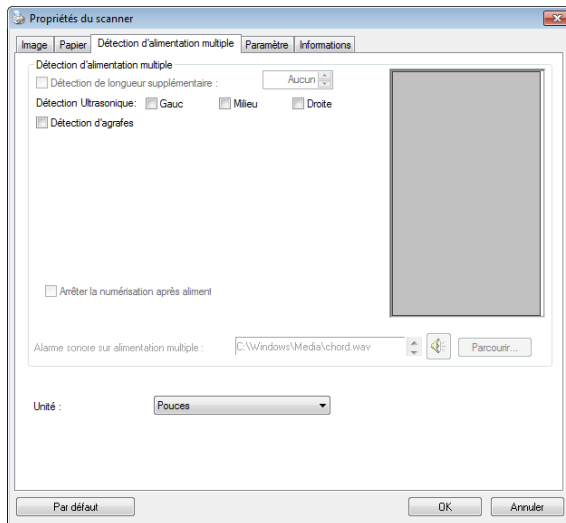 Propriétés du scanner
Image Papier Détection d'alimentation multiple Paramètre Informations
Détection d'alimentation multiple
Détection de longueur supplémentaire : Aucun
Détection Ultrasonique: Gauc Milieu Droite
Détection d'agrafes
Arrêter la numérisation après aliment
Alarme sonore sur alimentation multiple : C:\Windows\Media\chord.wav Parcourir...
Unité : Pouces
Par défaut OK Annuler